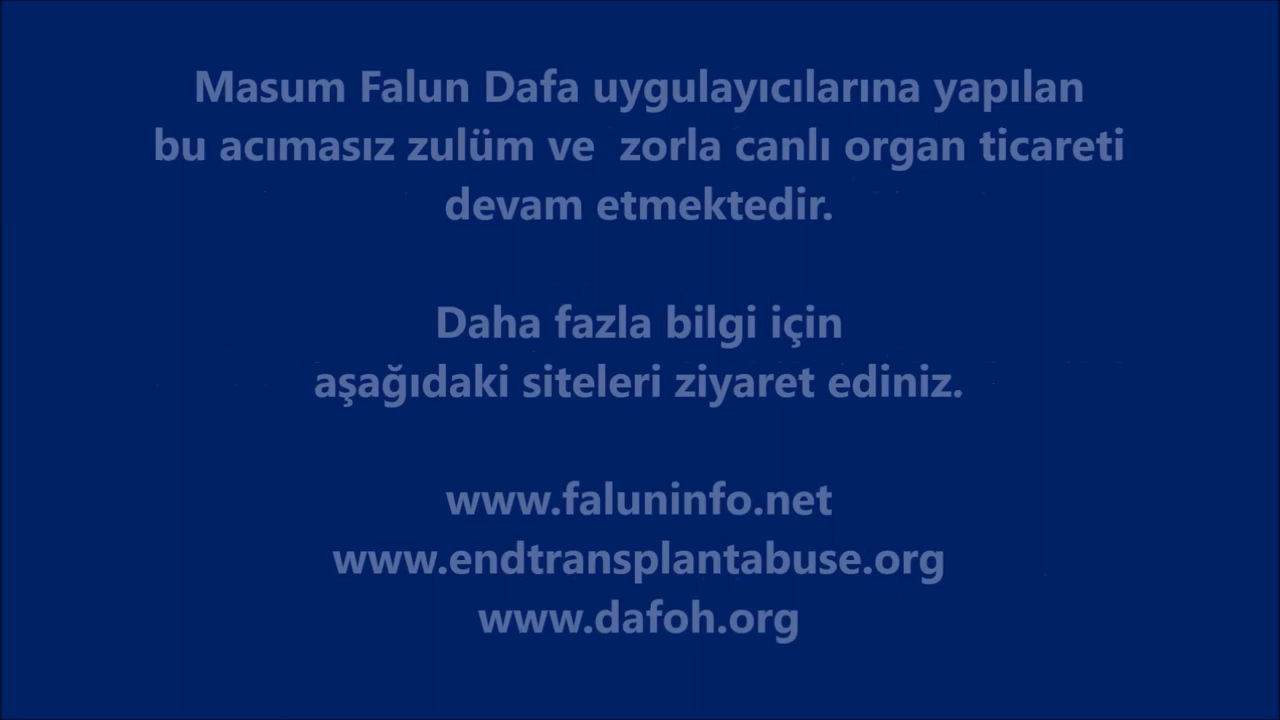 Masum Falun Dafa uygulayıcılarına yapılan
bu acımasız zulüm ve  zorla canlı organ ticareti
devam etmektedir.
Daha fazla bilgi için
aşağıdaki siteleri ziyaret ediniz.
www.faluninfo.net
www.endtransplantabuse.org
www.dafoh.org